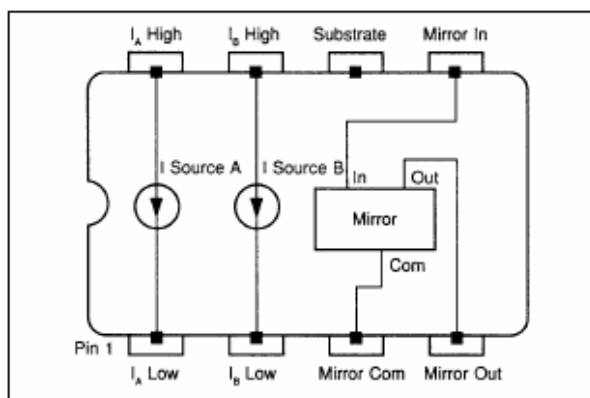 I_A High I_B High Substrate Mirror In
I Source A I Source B
In Out
Mirror
Com
Pin 1
I_A Low I_B Low Mirror Com Mirror Out